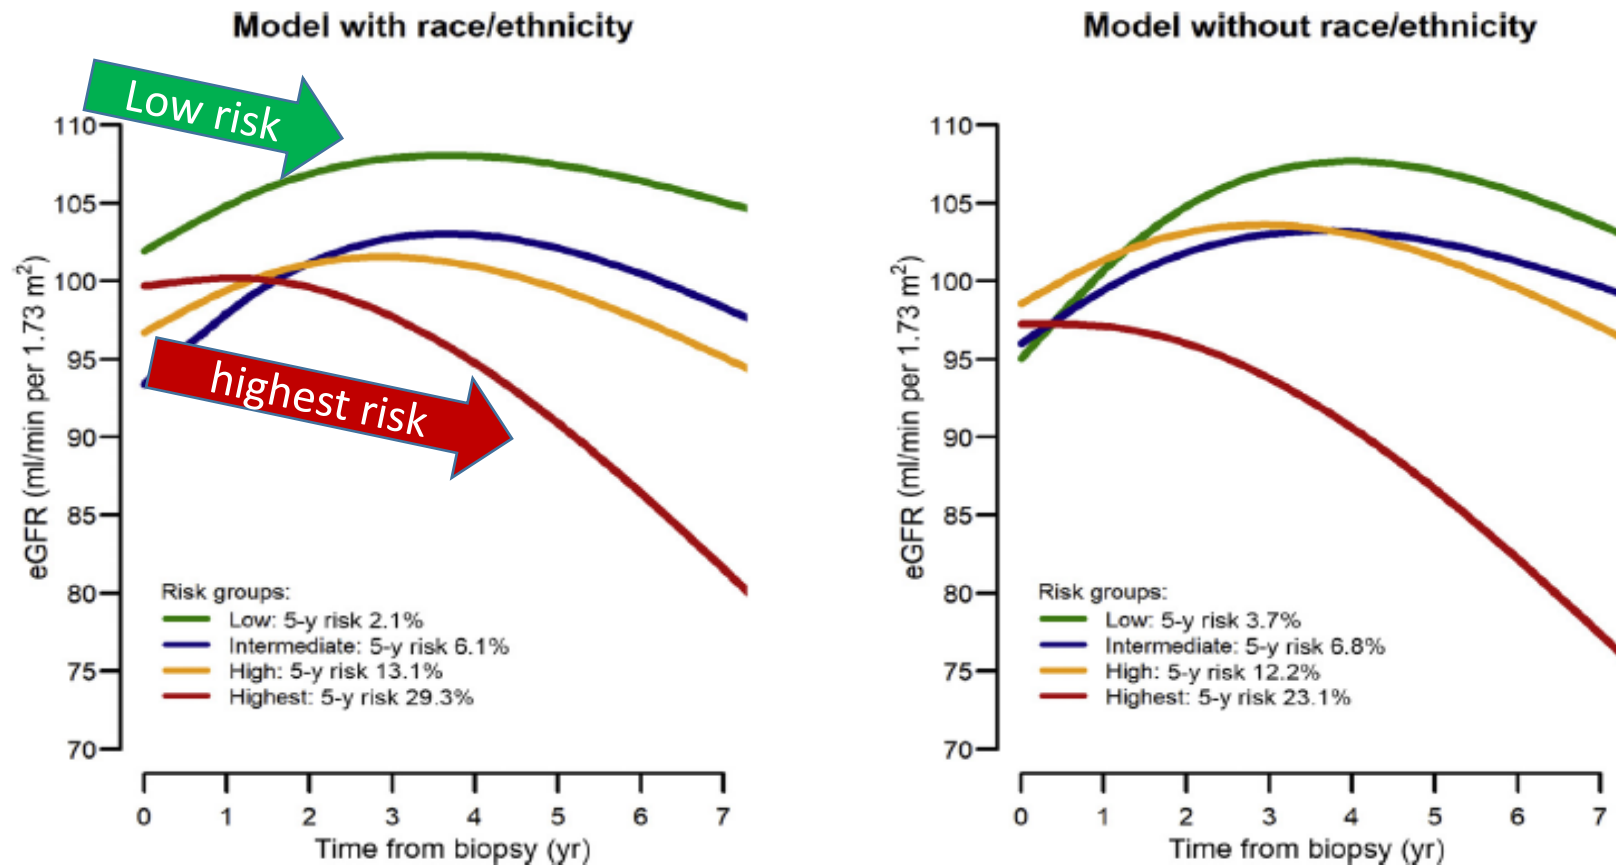 Model with race/ethnicity
Low risk
highest risk
110
105
100
95
90
85
80
75
70
eGFR (ml/min per 1.73 m²)
Risk groups:
Low: 5-y risk 2.1%
Intermediate: 5-y risk 6.1%
High: 5-y risk 13.1%
Highest: 5-y risk 29.3%
0 1 2 3 4 5 6 7
Time from biopsy (yr)
Model without race/ethnicity
110
105
100
95
90
85
80
75
70
eGFR (ml/min per 1.73 m²)
Risk groups:
Low: 5-y risk 3.7%
Intermediate: 5-y risk 6.8%
High: 5-y risk 12.2%
Highest: 5-y risk 23.1%
0 1 2 3 4 5 6 7
Time from biopsy (yr)